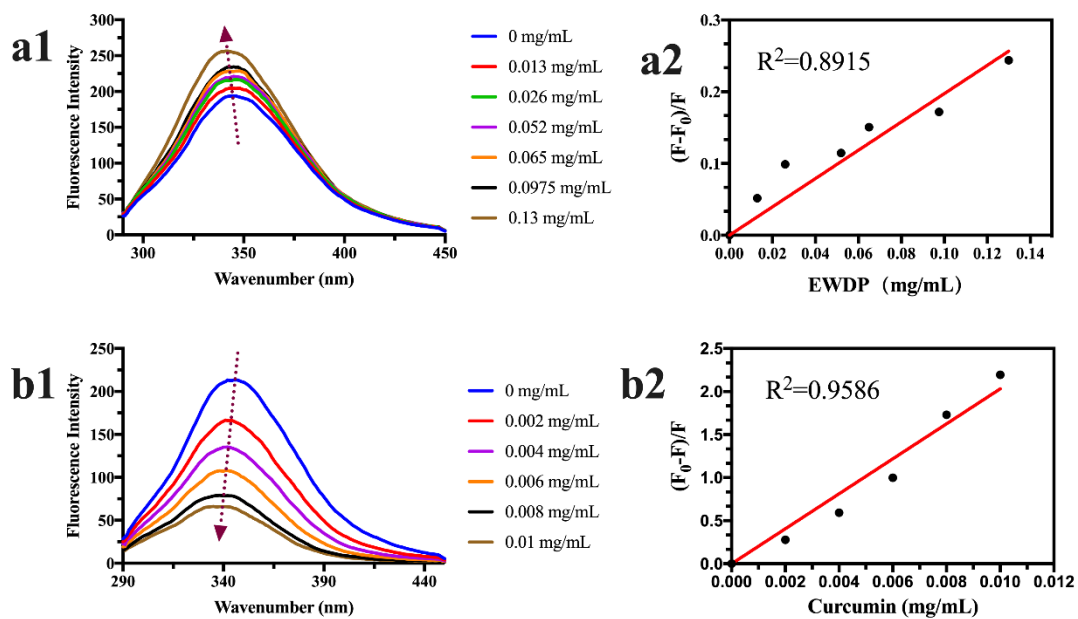 a1
Fluorescence Intensity
300
250
200
150
100
50
0
300
350
400
450
Wavenumber (nm)
0 mg/mL
0.013 mg/mL
0.026 mg/mL
0.052 mg/mL
0.065 mg/mL
0.0975 mg/mL
0.13 mg/mL
a2
R²=0.8915
(F-F₀)/F
0.3
0.2
0.1
0.0
0.00 0.02 0.04 0.06 0.08 0.10 0.12 0.14
EWDP（mg/mL）
b1
Fluorescence Intensity
250
200
150
100
50
0
290
340
390
440
Wavenumber (nm)
0 mg/mL
0.002 mg/mL
0.004 mg/mL
0.006 mg/mL
0.008 mg/mL
0.01 mg/mL
b2
R²=0.9586
(F₀-F)/F
2.5
2.0
1.5
1.0
0.5
0.0
0.000 0.002 0.004 0.006 0.008 0.010 0.012
Curcumin (mg/mL)